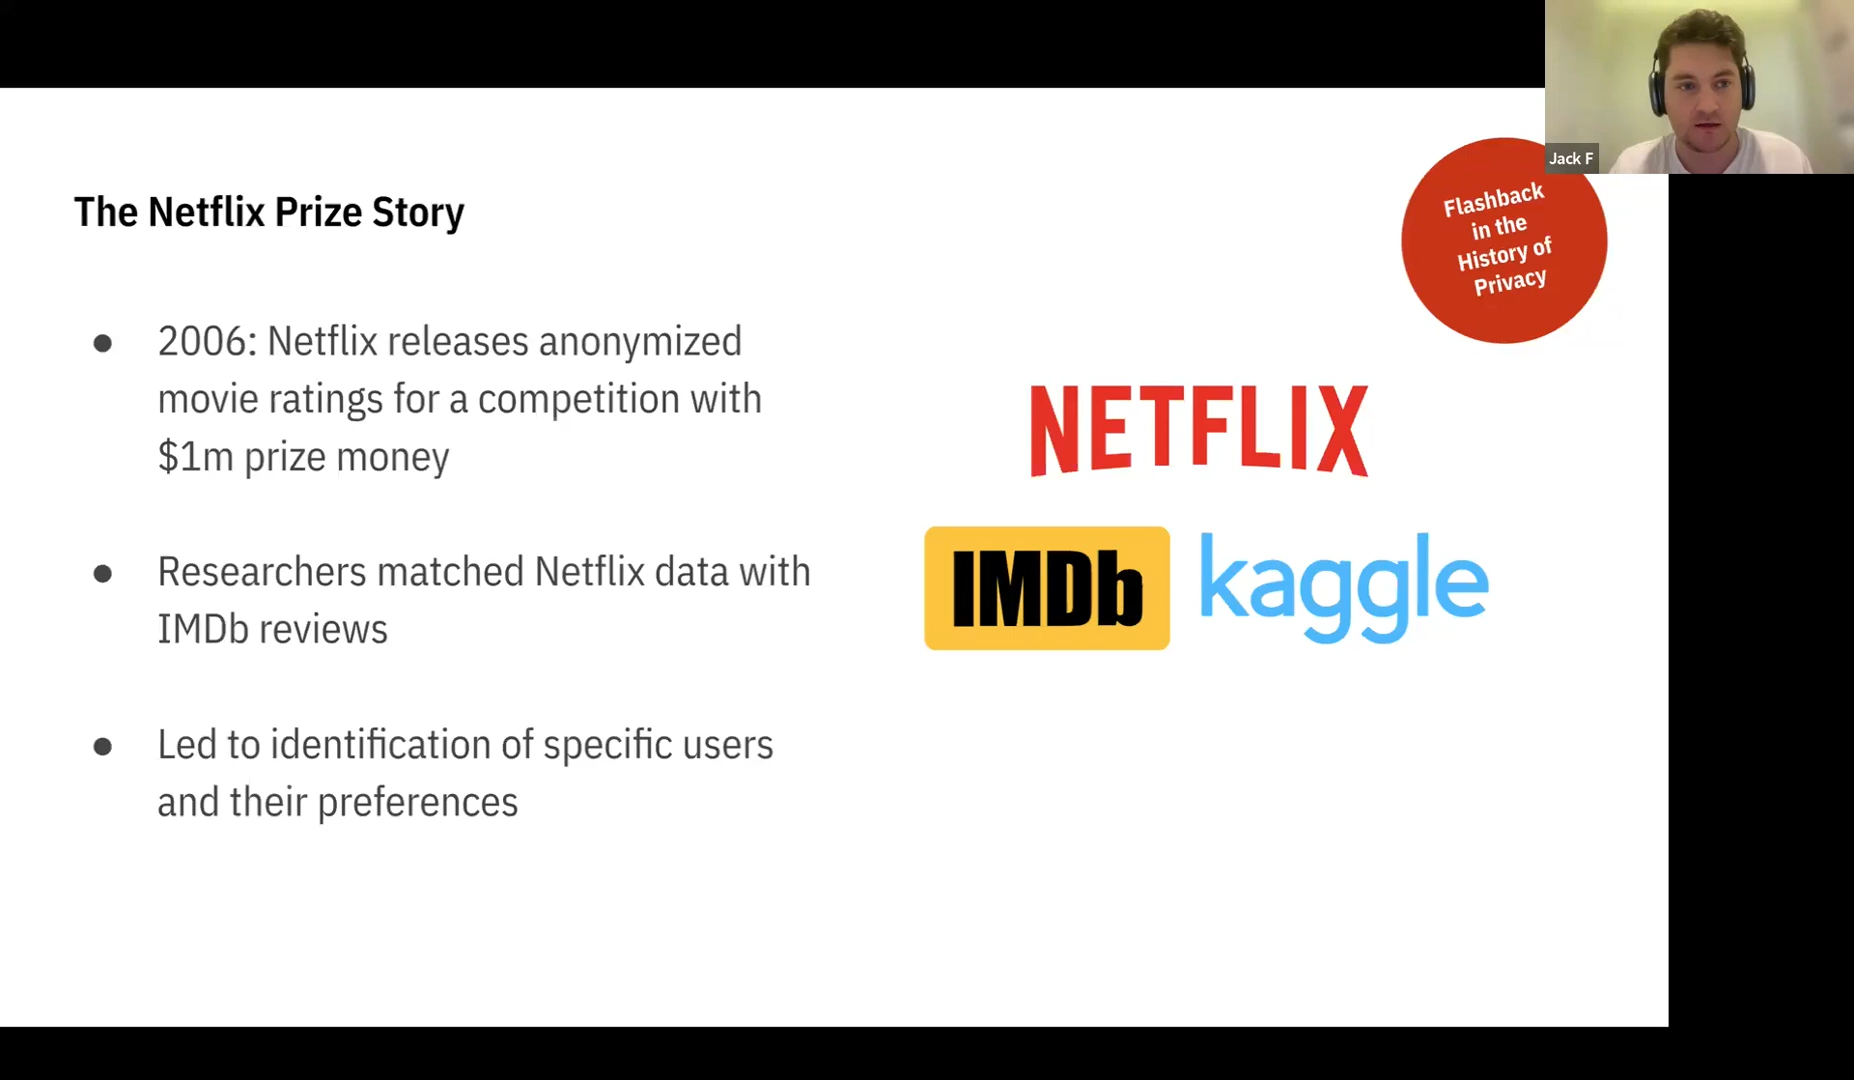 Jack F
Flashback
in the
History of
Privacy
The Netflix Prize Story
● 2006: Netflix releases anonymized
movie ratings for a competition with
$1m prize money
● Researchers matched Netflix data with
IMDb reviews
● Led to identification of specific users
and their preferences
NETFLIX
IMDb kaggle